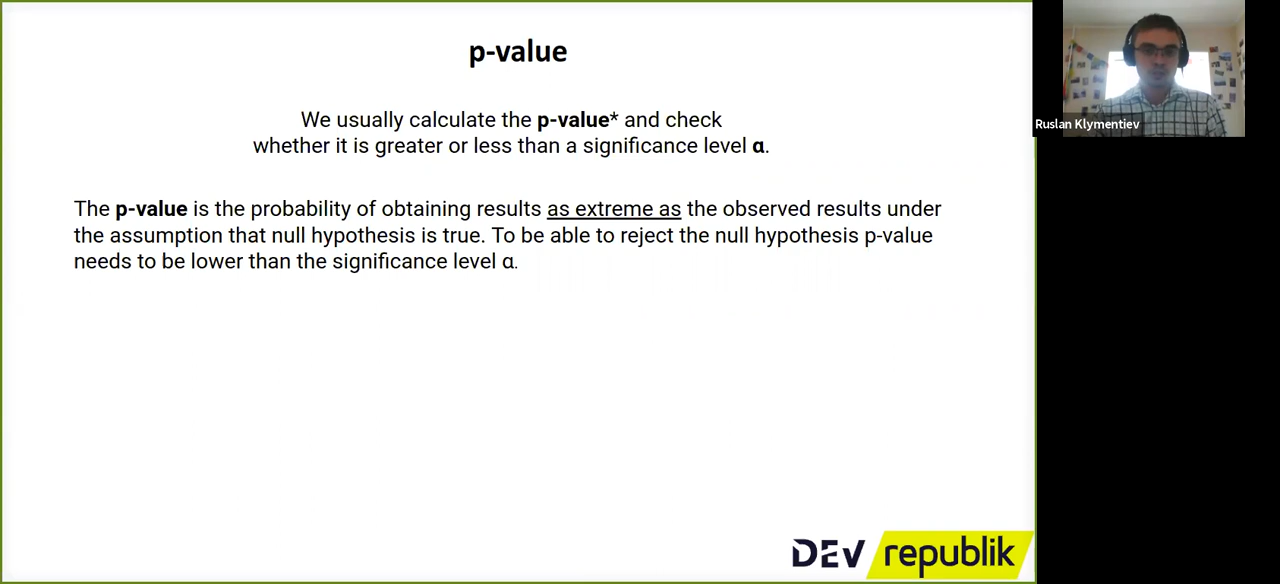 p-value
We usually calculate the p-value* and check
whether it is greater or less than a significance level α.
The p-value is the probability of obtaining results as extreme as the observed results under
the assumption that null hypothesis is true. To be able to reject the null hypothesis p-value
needs to be lower than the significance level α.
DEV republik
Ruslan Klymentiev